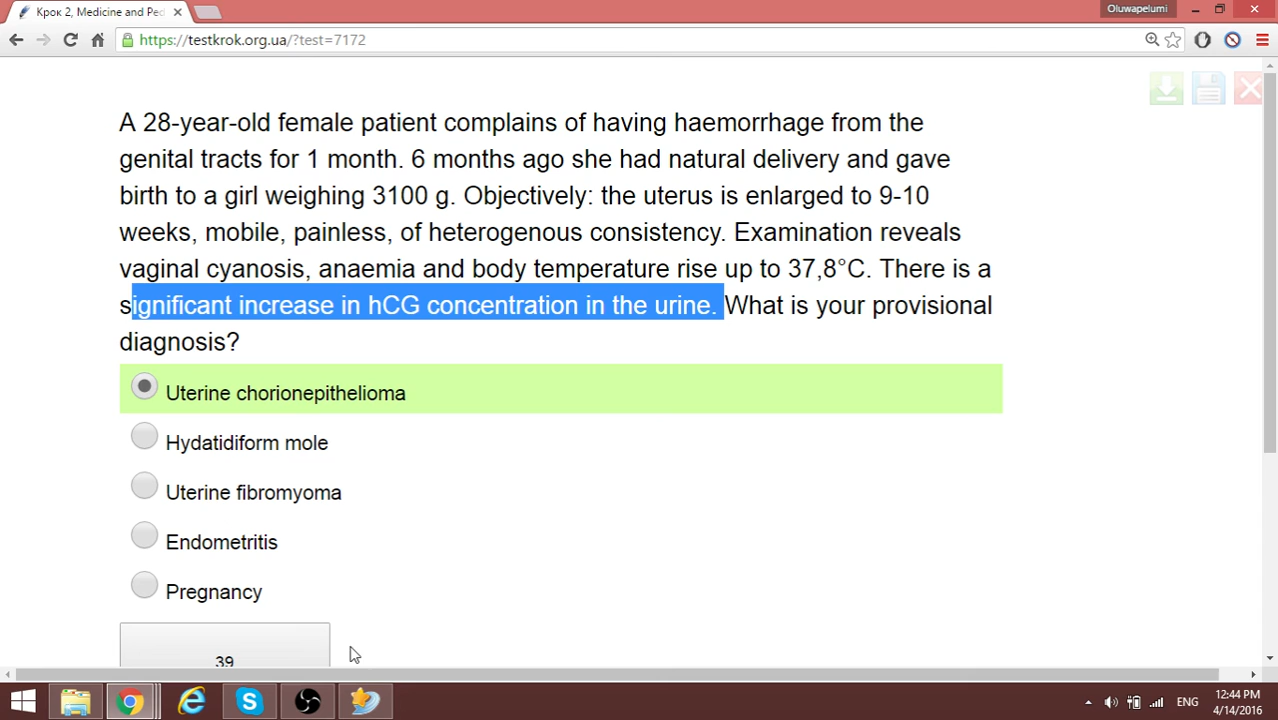 Крок 2, Medicine and Ped
Oluwapelumi
https://testkrok.org.ua/?test=7172
A 28-year-old female patient complains of having haemorrhage from the
genital tracts for 1 month. 6 months ago she had natural delivery and gave
birth to a girl weighing 3100 g. Objectively: the uterus is enlarged to 9-10
weeks, mobile, painless, of heterogenous consistency. Examination reveals
vaginal cyanosis, anaemia and body temperature rise up to 37,8°C. There is a
significant increase in hCG concentration in the urine. What is your provisional
diagnosis?
Uterine chorionepithelioma
Hydatidiform mole
Uterine fibromyoma
Endometritis
Pregnancy
39
ENG
12:44 PM
4/14/2016